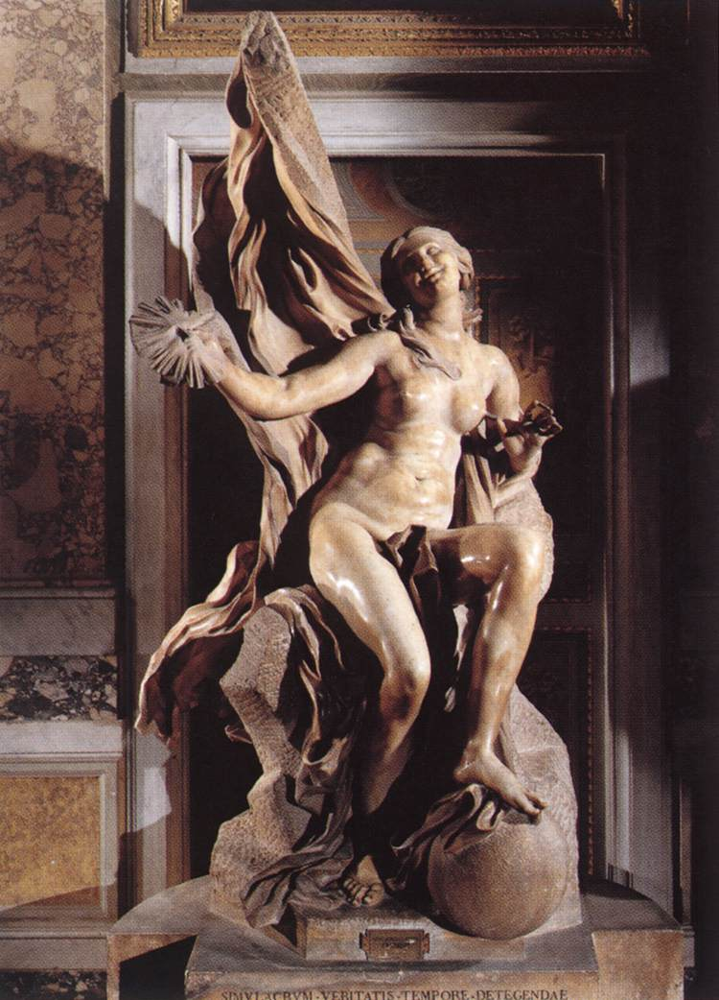 SIMVLACRVM · VERITATIS · TEMPORE · DETEGENDAE